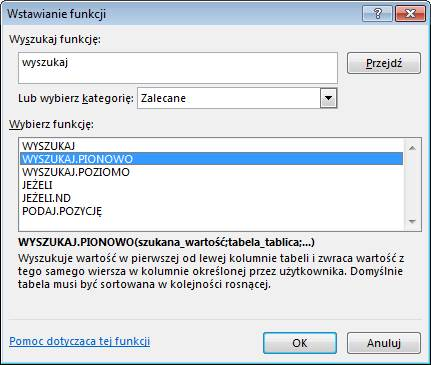 Wstawianie funkcji
Wyszukaj funkcję:
wyszukaj
Przejdź
Lub wybierz kategorię: Zalecane
Wybierz funkcję:
WYSZUKAJ
WYSZUKAJ.PIONOWO
WYSZUKAJ.POZIOMO
JEŻELI
JEŻELI.ND
PODAJ.POZYCJĘ
WYSZUKAJ.PIONOWO(szukana_wartość;tabela_tablica;...)
Wyszukuje wartość w pierwszej od lewej kolumnie tabeli i zwraca wartość z
tego samego wiersza w kolumnie określonej przez użytkownika. Domyślnie
tabela musi być sortowana w kolejności rosnącej.
Pomoc dotycząca tej funkcji
OK
Anuluj